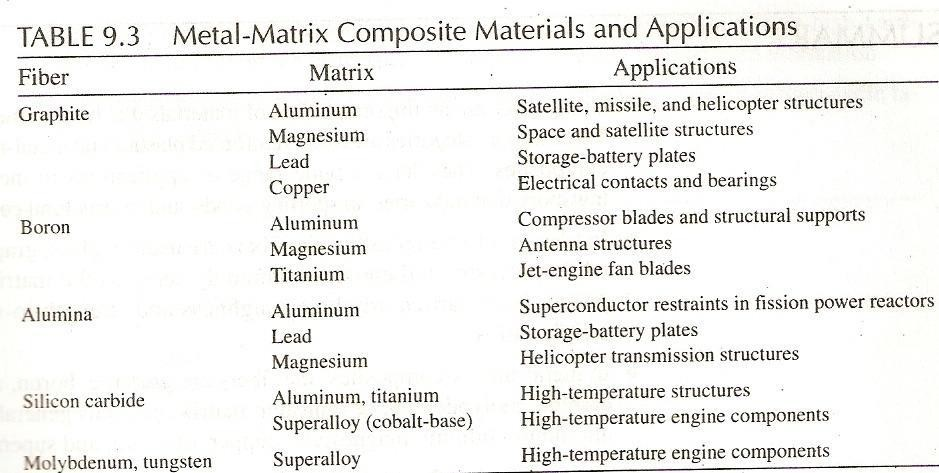 TABLE 9.3 Metal-Matrix Composite Materials and Applications
Fiber Matrix Applications
Graphite Aluminum Satellite, missile, and helicopter structures
Magnesium Space and satellite structures
Lead Storage-battery plates
Copper Electrical contacts and bearings
Boron Aluminum Compressor blades and structural supports
Magnesium Antenna structures
Titanium Jet-engine fan blades
Alumina Aluminum Superconductor restraints in fission power reactors
Lead Storage-battery plates
Magnesium Helicopter transmission structures
Silicon carbide Aluminum, titanium High-temperature structures
Superalloy (cobalt-base) High-temperature engine components
Molybdenum, tungsten Superalloy High-temperature engine components